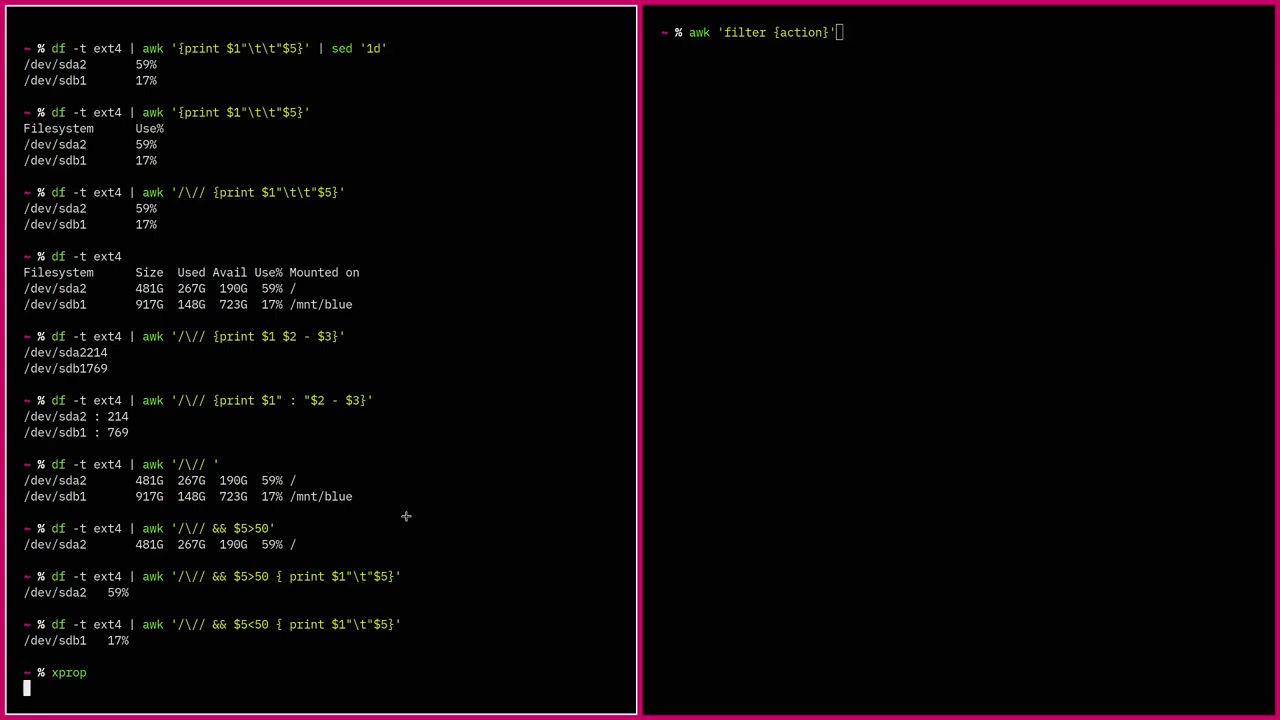 ~ % df -t ext4 | awk '{print $1"\t\t"$5}' | sed '1d'
/dev/sda2       59%
/dev/sdb1       17%
~ % df -t ext4 | awk '{print $1"\t\t"$5}'
Filesystem      Use%
/dev/sda2       59%
/dev/sdb1       17%
~ % df -t ext4 | awk '/\// {print $1"\t\t"$5}'
/dev/sda2       59%
/dev/sdb1       17%
~ % df -t ext4
Filesystem      Size  Used Avail Use% Mounted on
/dev/sda2       481G  267G  190G  59% /
/dev/sdb1       917G  148G  723G  17% /mnt/blue
~ % df -t ext4 | awk '/\// {print $1 $2 - $3}'
/dev/sda2214
/dev/sdb1769
~ % df -t ext4 | awk '/\// {print $1" : "$2 - $3}'
/dev/sda2 : 214
/dev/sdb1 : 769
~ % df -t ext4 | awk '/\// '
/dev/sda2       481G  267G  190G  59% /
/dev/sdb1       917G  148G  723G  17% /mnt/blue
~ % df -t ext4 | awk '/\// && $5>50'
/dev/sda2       481G  267G  190G  59% /
~ % df -t ext4 | awk '/\// && $5>50 { print $1"\t"$5}'
/dev/sda2   59%
~ % df -t ext4 | awk '/\// && $5<50 { print $1"\t"$5}'
/dev/sdb1   17%
~ % xprop
~ % awk 'filter {action}'